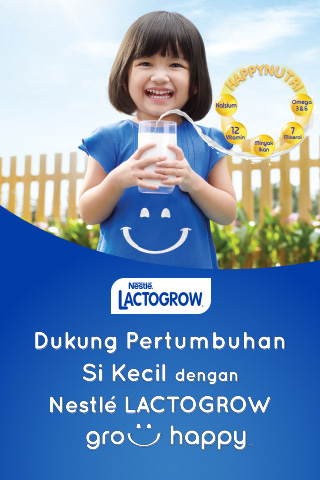 HAPPYNUTRI
Kalsium
Omega
3 & 6
12
Vitamin
Minyak
Ikan
7
Mineral
Nestlé
LACTOGROW
Dukung Pertumbuhan
Si Kecil dengan
Nestlé LACTOGROW
grow happy